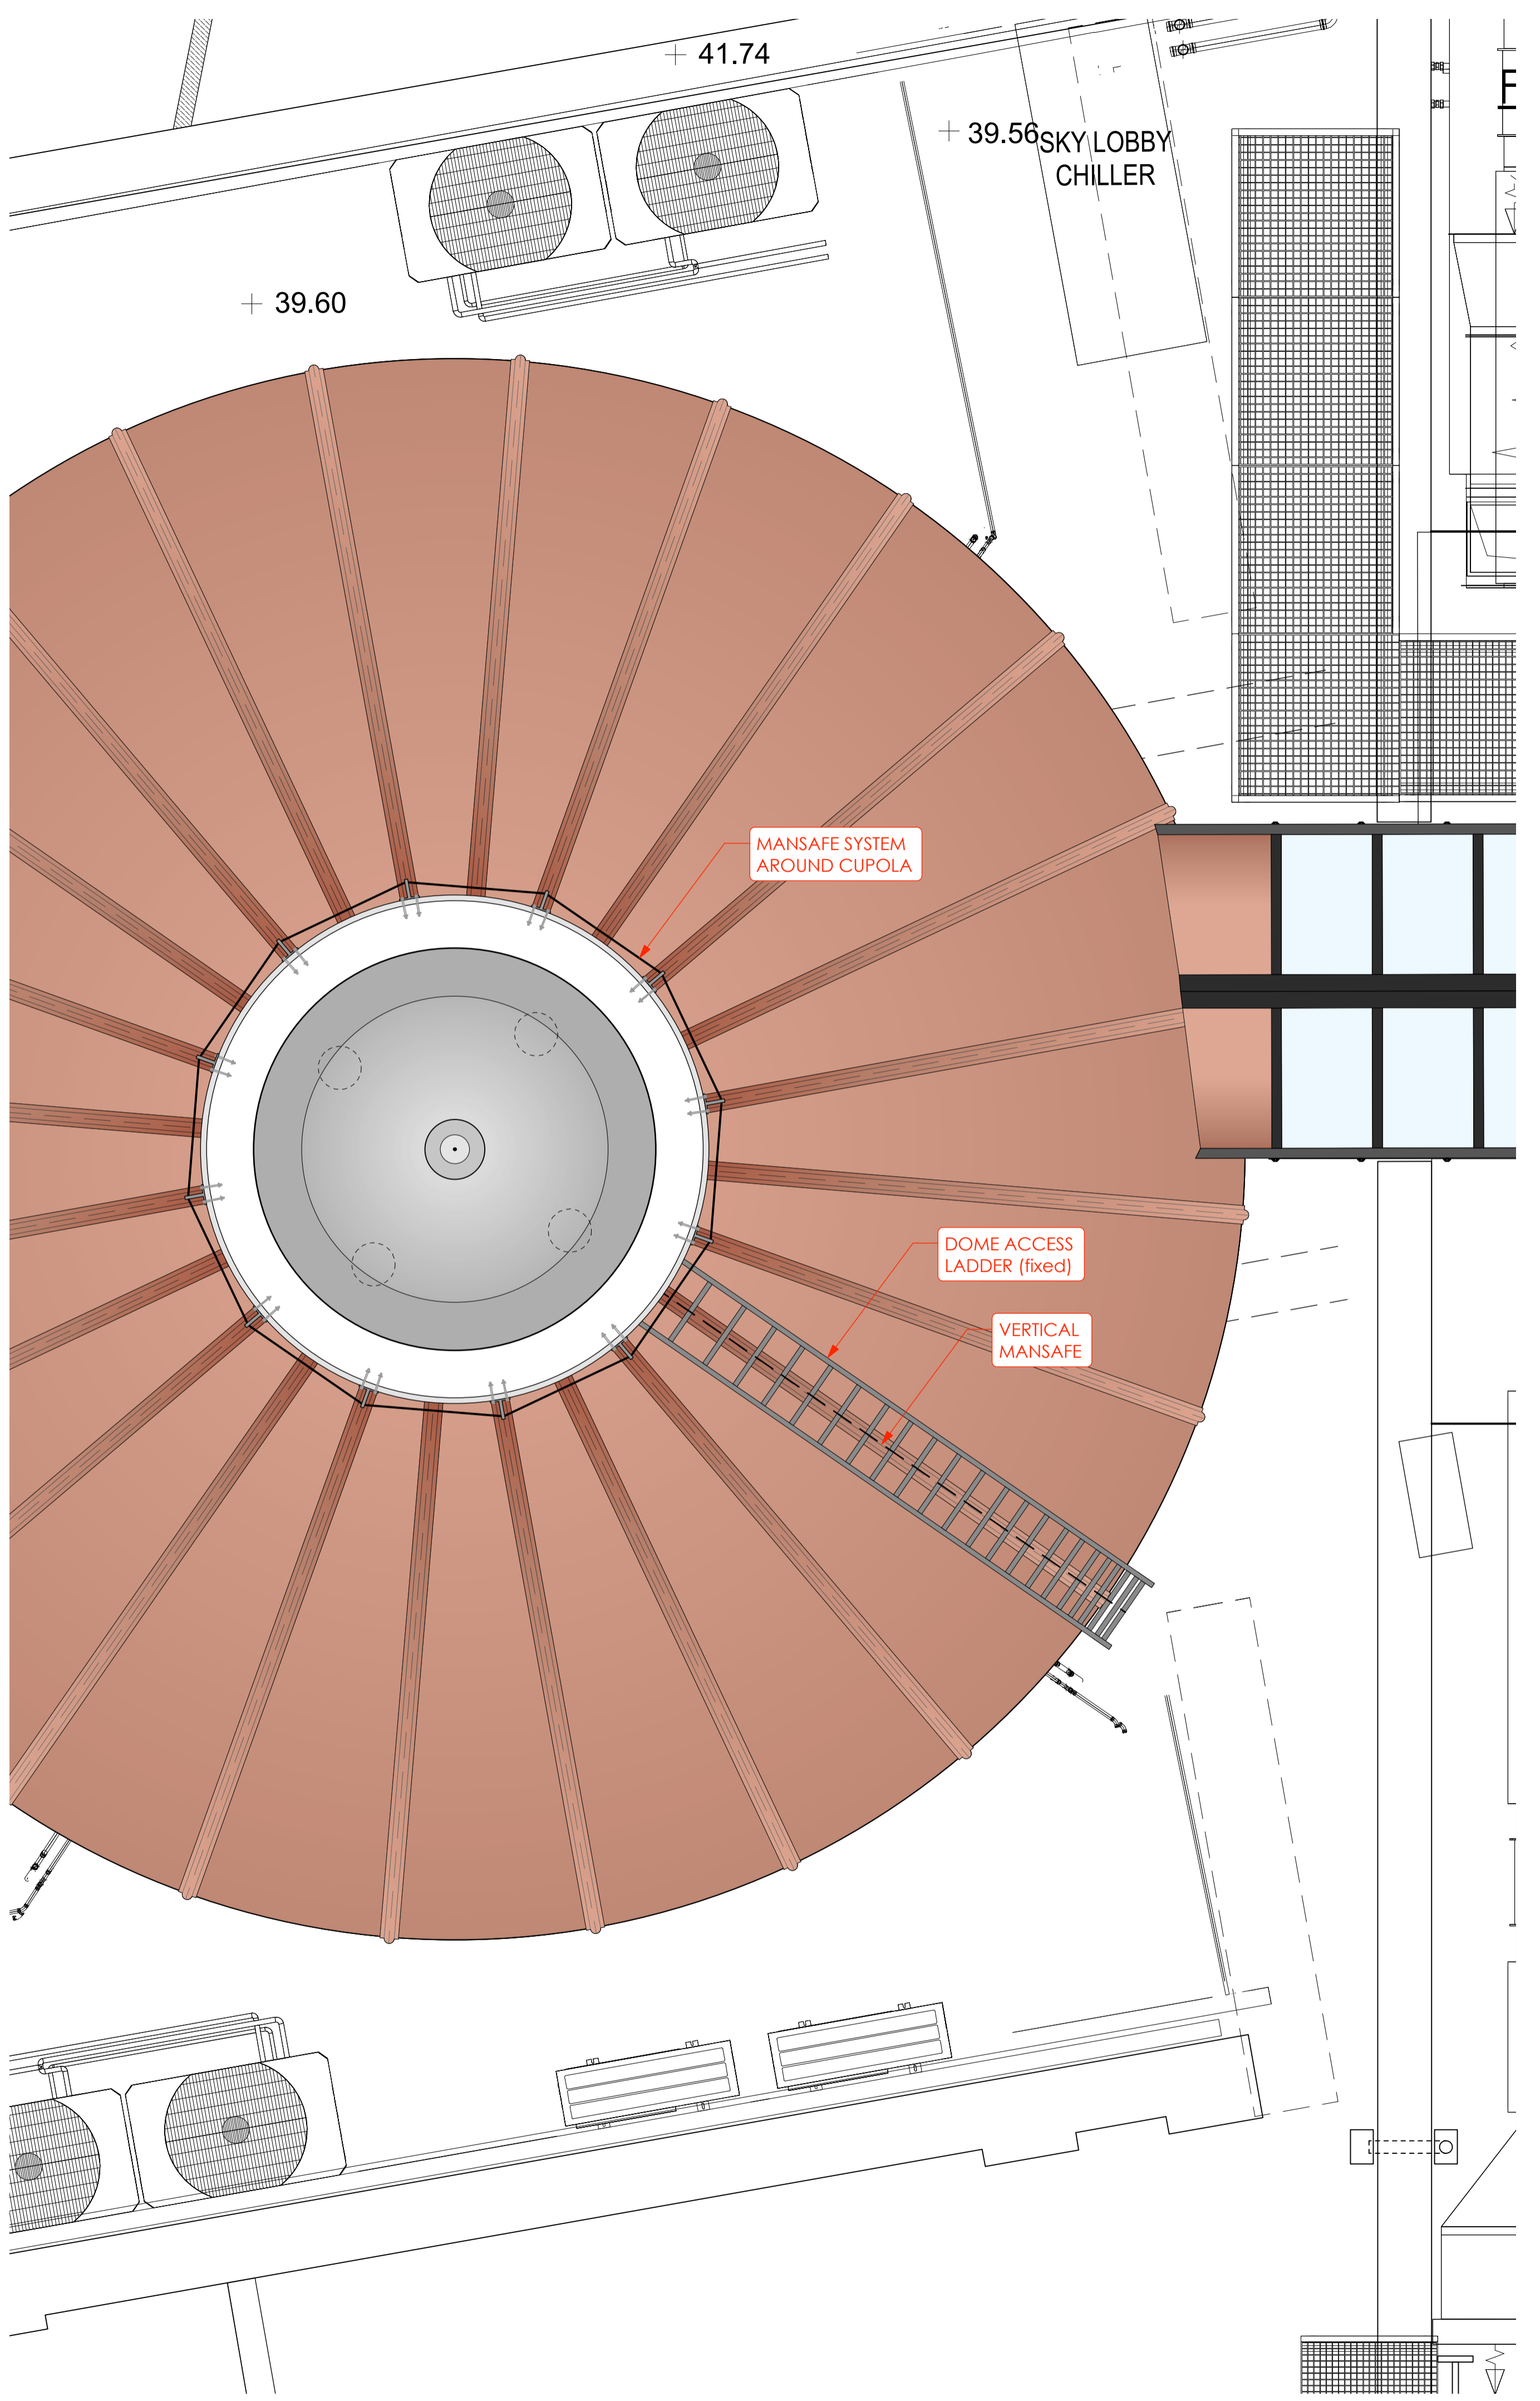 41.74
39.56
SKY LOBBY
CHILLER
39.60
MANSAFE SYSTEM
AROUND CUPOLA
DOME ACCESS
LADDER (fixed)
VERTICAL
MANSAFE